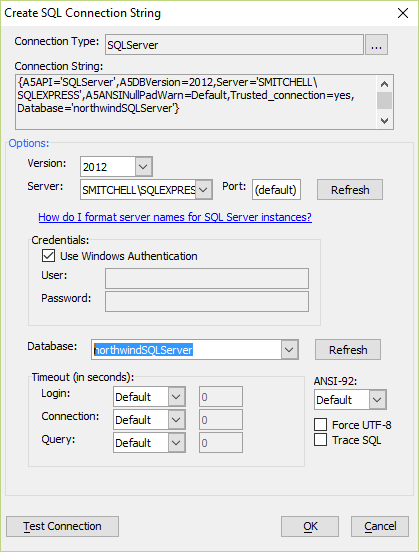 Create SQL Connection String
Connection Type: SQLServer ...
Connection String:
{A5API='SQLServer',A5DBVersion=2012,Server='SMITCHELL\
SQLEXPRESS',A5ANSINullPadWarn=Default,Trusted_connection=yes,
Database='northwindSQLServer'}
Options:
Version: 2012
Server: SMITCHELL\SQLEXPRES Port: (default) Refresh
How do I format server names for SQL Server instances?
Credentials:
Use Windows Authentication
User:
Password:
Database: northwindSQLServer Refresh
Timeout (in seconds): ANSI-92:
Login: Default 0 Default
Connection: Default 0 Force UTF-8
Query: Default 0 Trace SQL
Test Connection OK Cancel